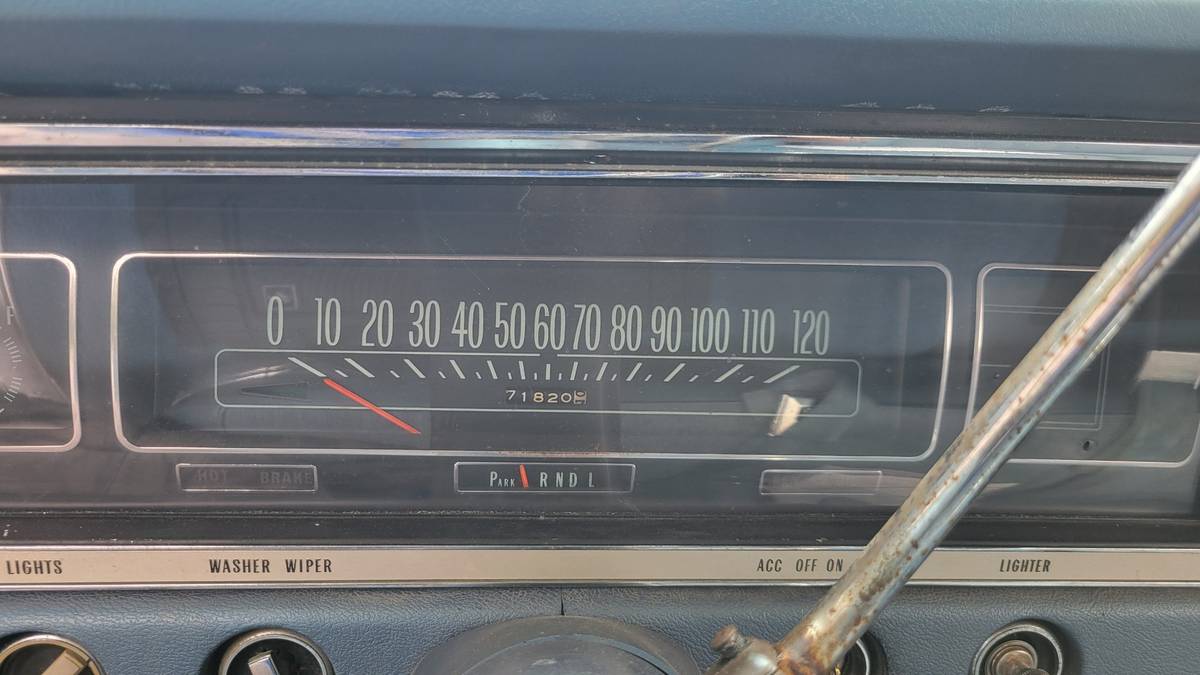 F
0 10 20 30 40 50 60 70 80 90 100 110 120
71820
HOT BRAKE
PARK R N D L
LIGHTS WASHER WIPER ACC OFF ON LIGHTER